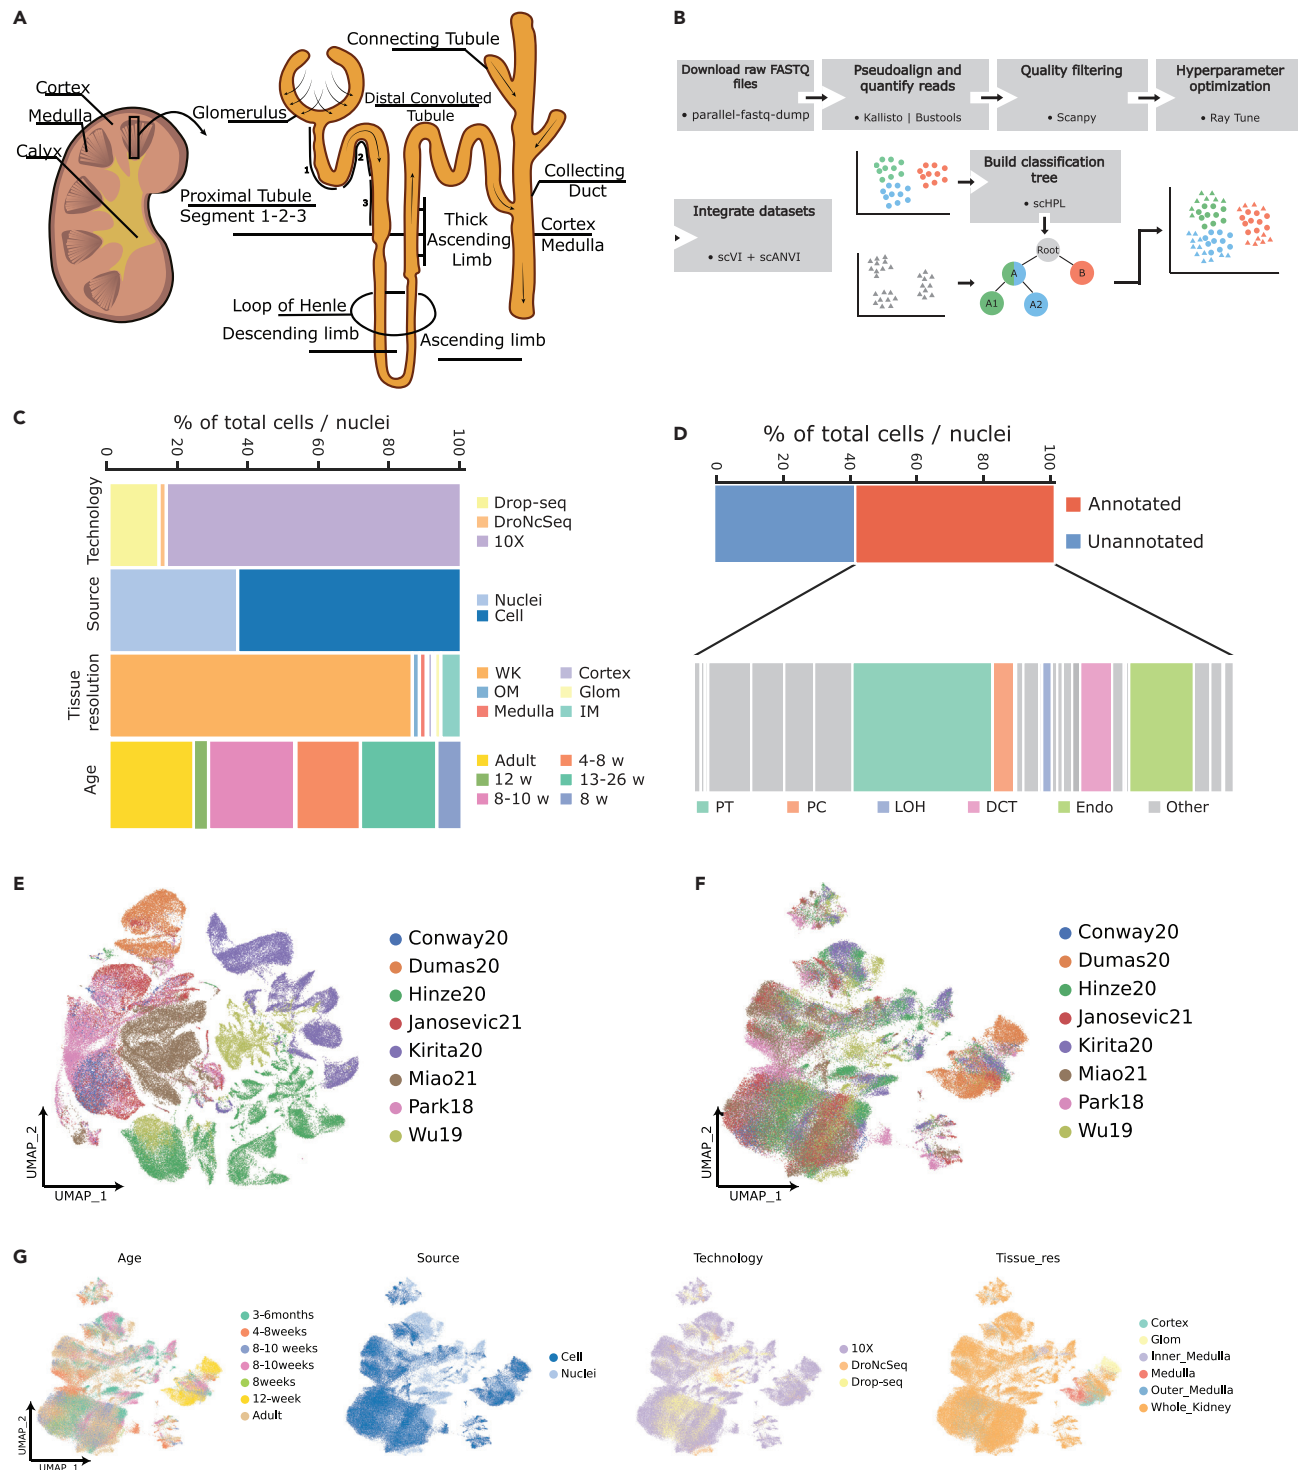 A
Cortex
Medulla
Calyx
Glomerulus
Connecting Tubule
Distal Convoluted
Tubule
1
2
3
Proximal Tubule
Segment 1-2-3
Thick
Ascending
Limb
Collecting
Duct
Cortex
Medulla
Loop of Henle
Descending limb
Ascending limb
B
Download raw FASTQ
files
• parallel-fastq-dump
Pseudoalign and
quantify reads
• Kallisto | Bustools
Quality filtering
• Scanpy
Hyperparameter
optimization
• Ray Tune
Integrate datasets
• scVI + scANVI
Build classification
tree
• scHPL
Root
A
B
A1
A2
C
% of total cells / nuclei
0
20
40
60
80
100
Technology
Drop-seq
DroNcSeq
10X
Source
Nuclei
Cell
Tissue
resolution
WK
OM
Medulla
Cortex
Glom
IM
Age
Adult
12 w
8-10 w
4-8 w
13-26 w
8 w
D
% of total cells / nuclei
0
20
40
60
80
100
Annotated
Unannotated
PT
PC
LOH
DCT
Endo
Other
E
Conway20
Dumas20
Hinze20
Janosevic21
Kirita20
Miao21
Park18
Wu19
UMAP_2
UMAP_1
F
Conway20
Dumas20
Hinze20
Janosevic21
Kirita20
Miao21
Park18
Wu19
UMAP_2
UMAP_1
G
Age
3-6months
4-8weeks
8-10 weeks
8-10weeks
8weeks
12-week
Adult
UMAP_2
UMAP_1
Source
Cell
Nuclei
Technology
10X
DroNcSeq
Drop-seq
Tissue_res
Cortex
Glom
Inner_Medulla
Medulla
Outer_Medulla
Whole_Kidney